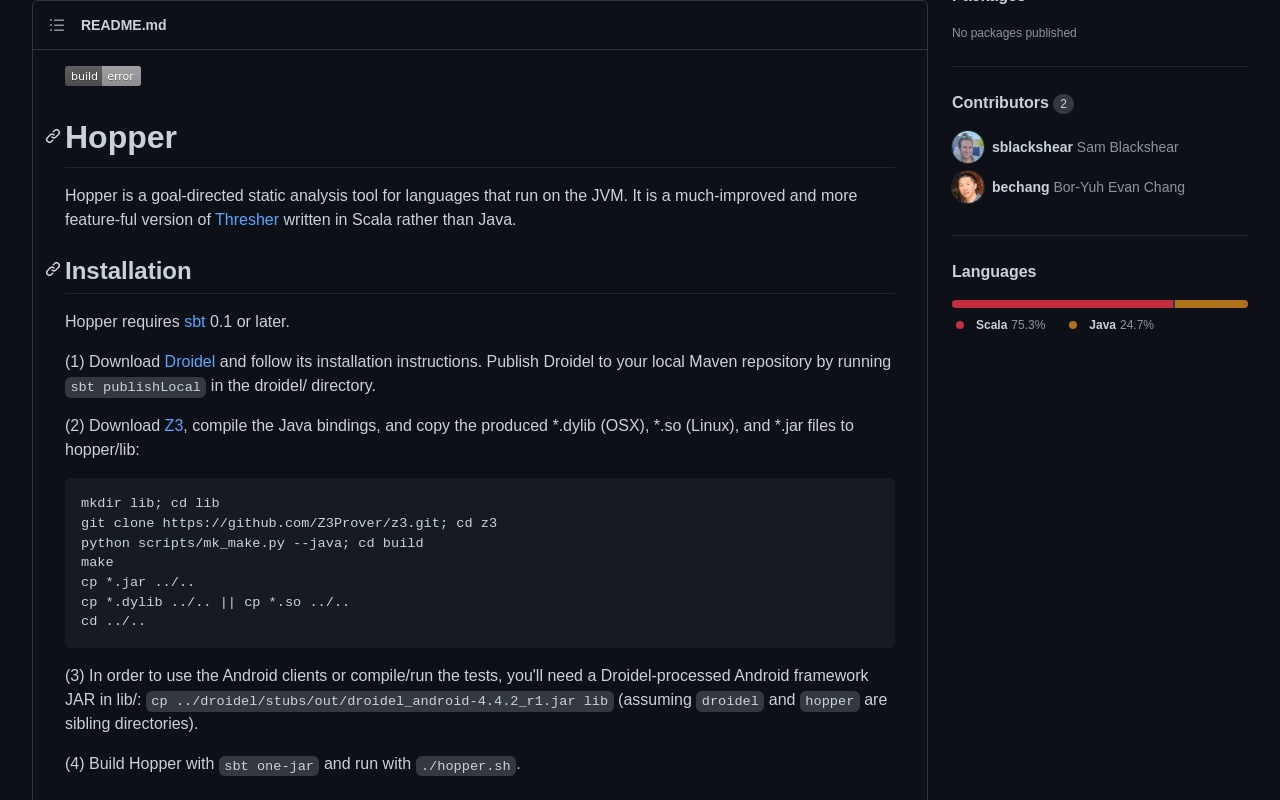 README.md
build error
Hopper
Hopper is a goal-directed static analysis tool for languages that run on the JVM. It is a much-improved and more
feature-ful version of Thresher written in Scala rather than Java.
Installation
Hopper requires sbt 0.1 or later.
(1) Download Droidel and follow its installation instructions. Publish Droidel to your local Maven repository by running
sbt publishLocal in the droidel/ directory.
(2) Download Z3, compile the Java bindings, and copy the produced *.dylib (OSX), *.so (Linux), and *.jar files to
hopper/lib:
mkdir lib; cd lib
git clone https://github.com/Z3Prover/z3.git; cd z3
python scripts/mk_make.py --java; cd build
make
cp *.jar ../..
cp *.dylib ../.. || cp *.so ../..
cd ../..
(3) In order to use the Android clients or compile/run the tests, you'll need a Droidel-processed Android framework
JAR in lib/: cp ../droidel/stubs/out/droidel_android-4.4.2_r1.jar lib (assuming droidel and hopper are
sibling directories).
(4) Build Hopper with sbt one-jar and run with ./hopper.sh.
No packages published
Contributors 2
sblackshear Sam Blackshear
bechang Bor-Yuh Evan Chang
Languages
Scala 75.3% Java 24.7%